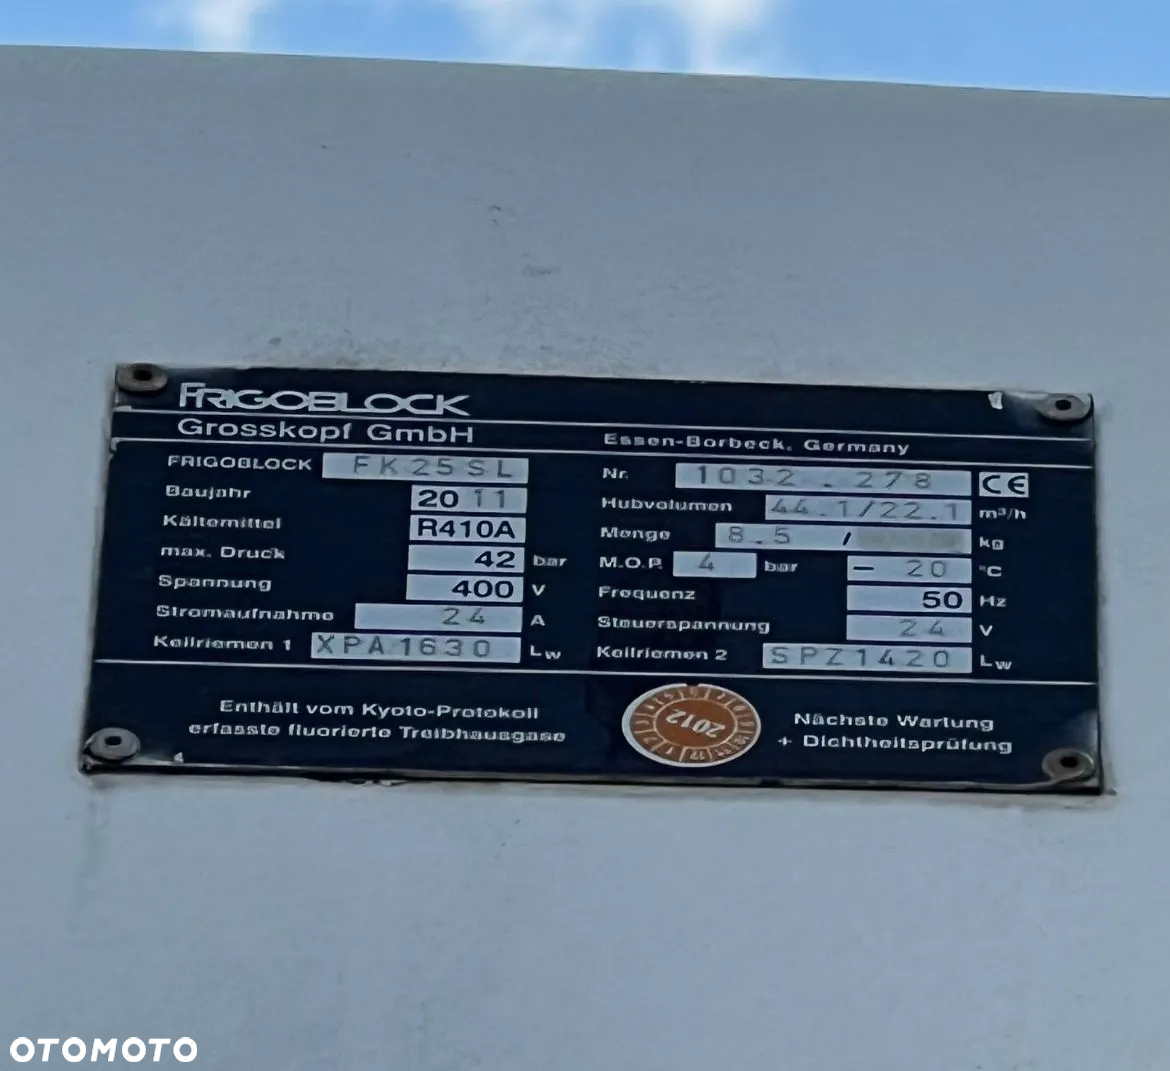 FRIGOBLOCK
Grosskopf GmbH
Essen-Borbeck, Germany
FRIGOBLOCK FK25SL
Nr. 1032.278 CE
Baujahr 2011
Hubvolumen 44.1/22.1 m³/h
Kältemittel R410A
Menge 8.5 / kg
max. Druck 42 bar
M.O.P. 4 bar - 20 °C
Spannung 400 V
Frequenz 50 Hz
Stromaufnahme 24 A
Steuerspannung 24 V
Keilriemen 1 XPA1630 Lw
Keilriemen 2 SPZ1420 Lw
Enthält vom Kyoto-Protokoll
erfasste fluorierte Treibhausgase
2012
Nächste Wartung
+ Dichtheitsprüfung
OTOMOTO